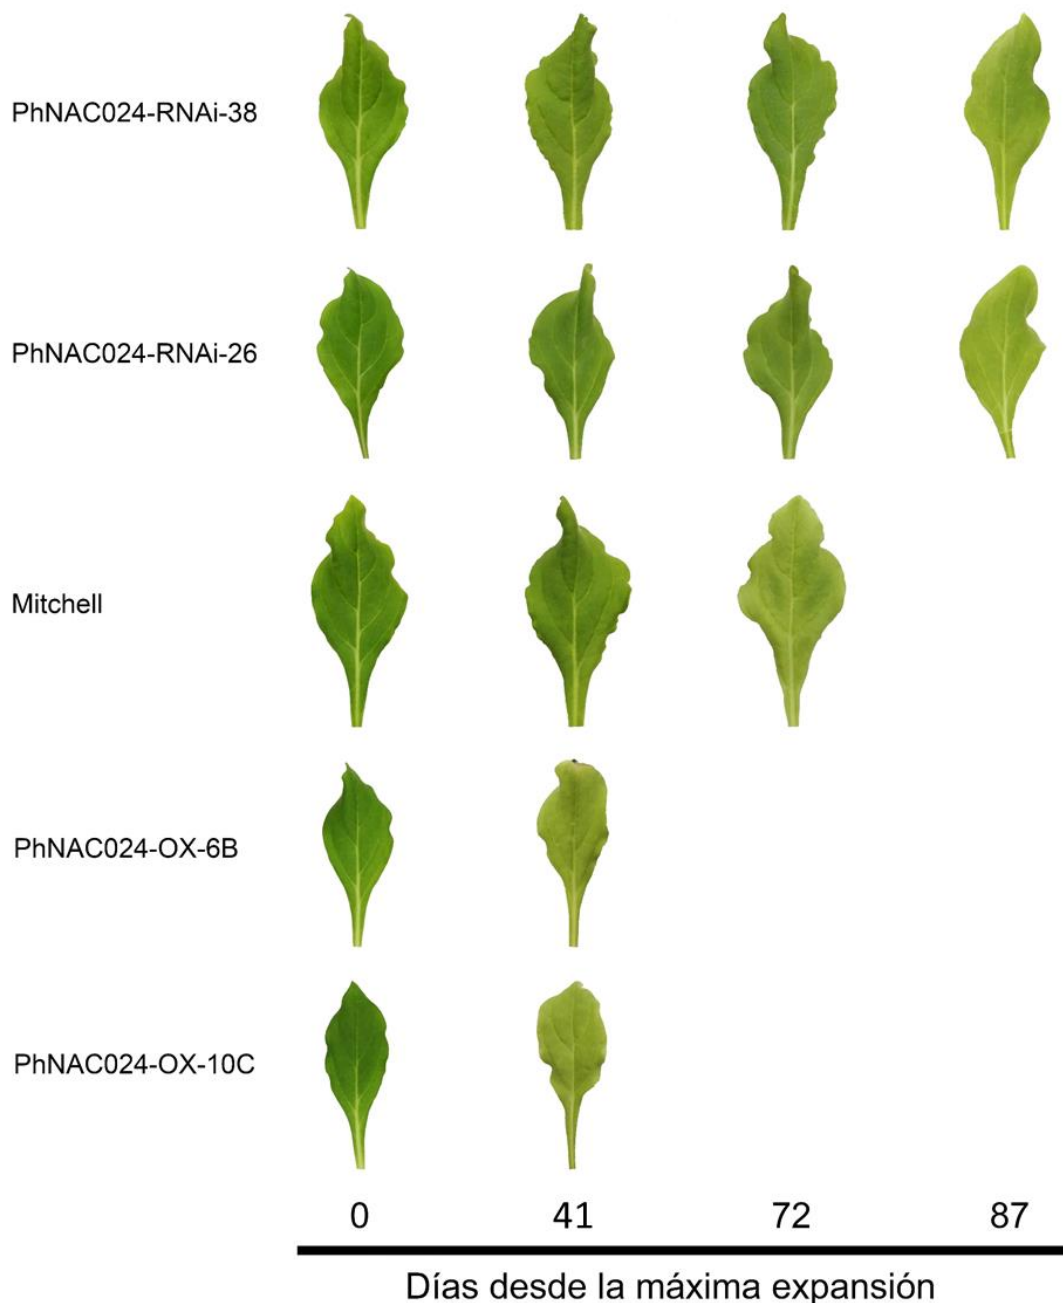 PhNAC024-RNAi-38
PhNAC024-RNAi-26
Mitchell
PhNAC024-OX-6B
PhNAC024-OX-10C
0 41 72 87
Días desde la máxima expansión